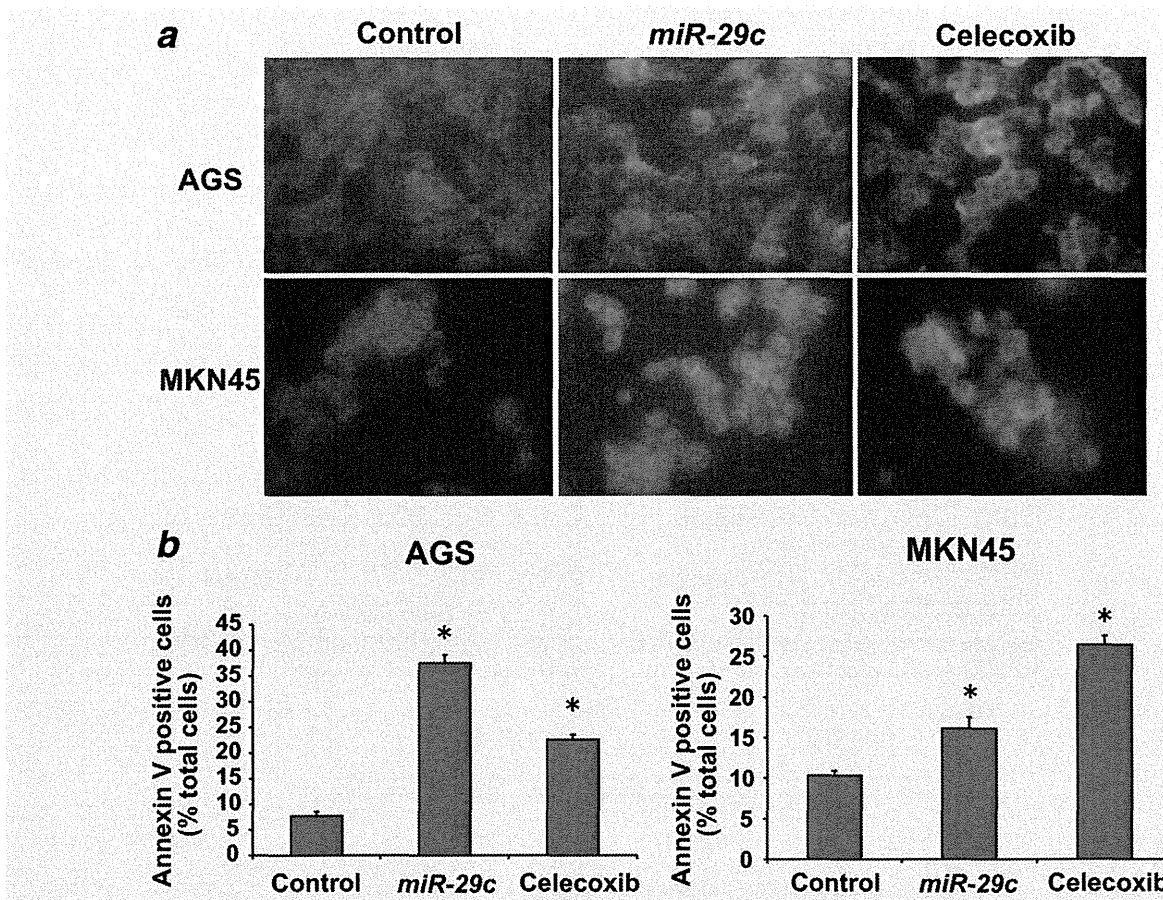 a
Control miR-29c Celecoxib
AGS
MKN45
b
AGS
Annexin V positive cells
(% total cells)
45
40
35
30
25
20
15
10
5
0
*
*
Control miR-29c Celecoxib
MKN45
Annexin V positive cells
(% total cells)
30
25
20
15
10
5
0
*
*
Control miR-29c Celecoxib